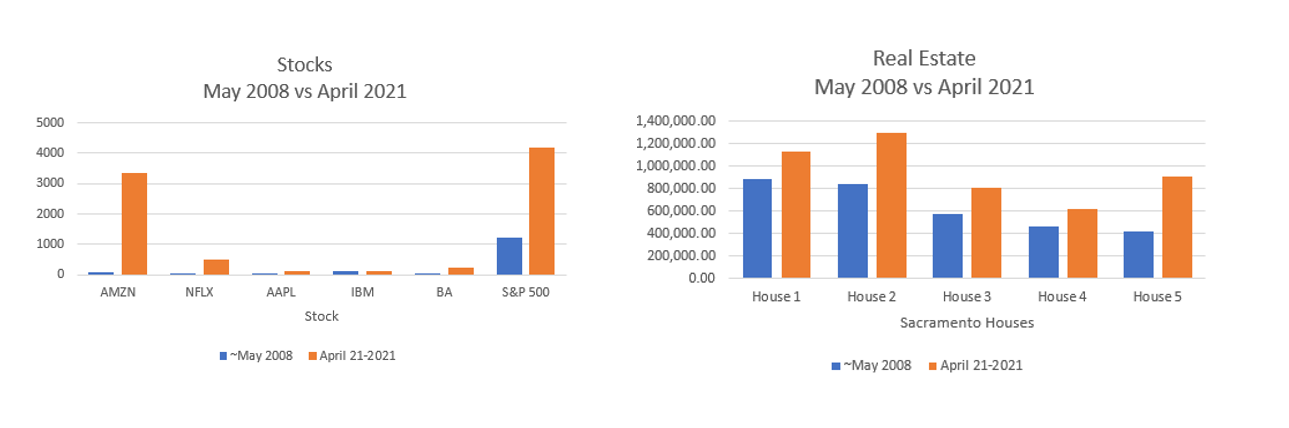 Stocks
May 2008 vs April 2021
5000
4000
3000
2000
1000
0
AMZN NFLX AAPL IBM BA S&P 500
Stock
~May 2008 April 21-2021
Real Estate
May 2008 vs April 2021
1,400,000.00
1,200,000.00
1,000,000.00
800,000.00
600,000.00
400,000.00
200,000.00
0.00
House 1 House 2 House 3 House 4 House 5
Sacramento Houses
~May 2008 April 21-2021